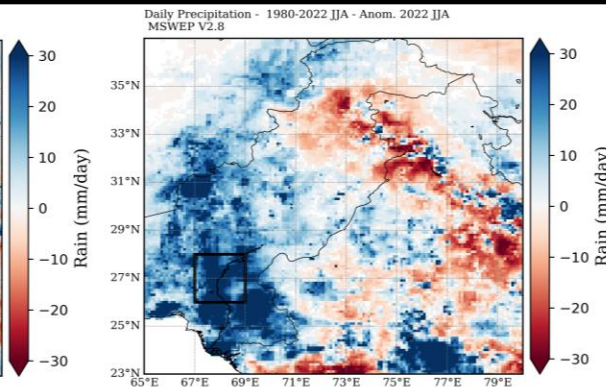 Daily Precipitation - 1980-2022 JJA - Anom. 2022 JJA
MSWEP V2.8
30
20
10
0
−10
−20
−30
Rain (mm/day)
35°N
33°N
31°N
29°N
27°N
25°N
23°N
65°E 67°E 69°E 71°E 73°E 75°E 77°E 79°E
30
20
10
0
−10
−20
−30
Rain (mm/day)